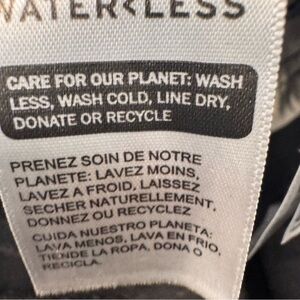 WATER<LESS
CARE FOR OUR PLANET: WASH
LESS, WASH COLD, LINE DRY,
DONATE OR RECYCLE
PRENEZ SOIN DE NOTRE
PLANETE: LAVEZ MOINS,
LAVEZ A FROID, LAISSEZ
SECHER NATURELLEMENT,
DONNEZ OU RECYCLEZ
CUIDA NUESTRO PLANETA:
LAVA MENOS, LAVA EN FRIO,
TIENDE LA ROPA, DONA O
RECICLA.